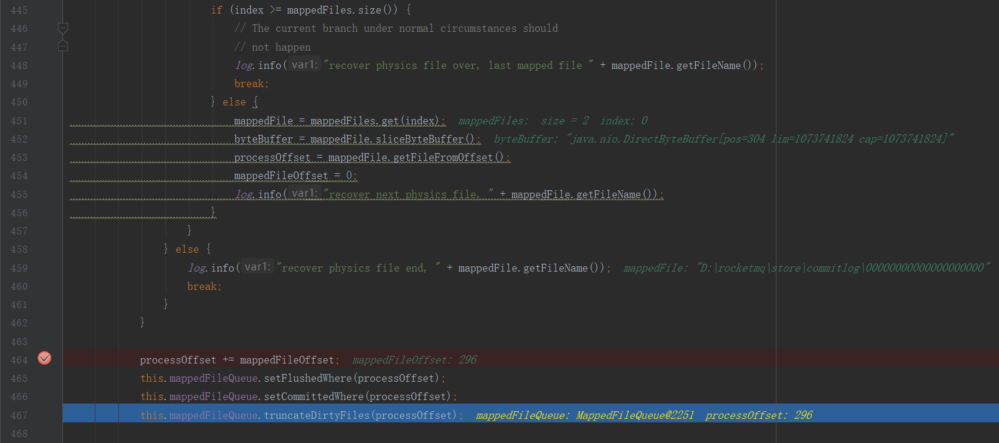 445 if (index >= mappedFiles.size()) {
446 // The current branch under normal circumstances should
447 // not happen
448 log.info( var1: "recover physics file over, last mapped file " + mappedFile.getFileName());
449 break;
450 } else {
451 mappedFile = mappedFiles.get(index); mappedFiles: size = 2 index: 0
452 byteBuffer = mappedFile.sliceByteBuffer(); byteBuffer: "java.nio.DirectByteBuffer[pos=304 lim=1073741824 cap=1073741824]"
453 processOffset = mappedFile.getFileFromOffset();
454 mappedFileOffset = 0;
455 log.info( var1: "recover next physics file, " + mappedFile.getFileName());
456 }
457 }
458 } else {
459 log.info( var1: "recover physics file end, " + mappedFile.getFileName()); mappedFile: "D:\rocketmq\store\commitlog\00000000000000000000"
460 break;
461 }
462 }
463
464 processOffset += mappedFileOffset; mappedFileOffset: 296
465 this.mappedFileQueue.setFlushedWhere(processOffset);
466 this.mappedFileQueue.setCommittedWhere(processOffset);
467 this.mappedFileQueue.truncateDirtyFiles(processOffset); mappedFileQueue: MappedFileQueue@2251 processOffset: 296
468